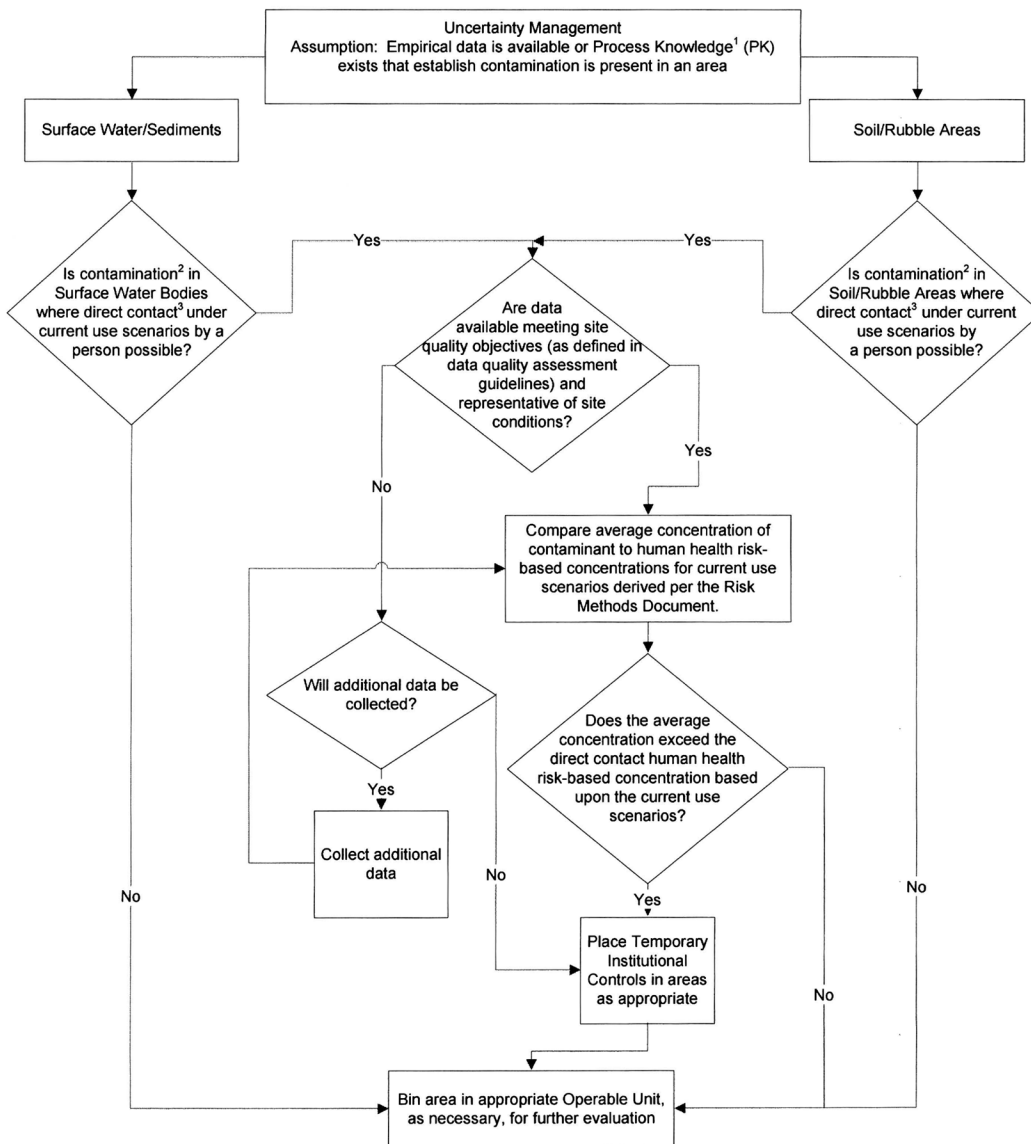 Uncertainty Management
Assumption: Empirical data is available or Process Knowledge¹ (PK)
exists that establish contamination is present in an area
Surface Water/Sediments
Soil/Rubble Areas
Is contamination² in
Surface Water Bodies
where direct contact³ under
current use scenarios by a
person possible?
Yes
Yes
Is contamination² in
Soil/Rubble Areas where
direct contact³ under current
use scenarios by
a person possible?
Are data
available meeting site
quality objectives (as defined in
data quality assessment
guidelines) and
representative of site
conditions?
Yes
No
Compare average concentration of
contaminant to human health risk-
based concentrations for current use
scenarios derived per the Risk
Methods Document.
Will additional data be
collected?
Does the average
concentration exceed the
direct contact human health
risk-based concentration based
upon the current use
scenarios?
Yes
Collect additional
data
No
No
Yes
No
Place Temporary
Institutional
Controls in areas
as appropriate
No
Bin area in appropriate Operable Unit,
as necessary, for further evaluation